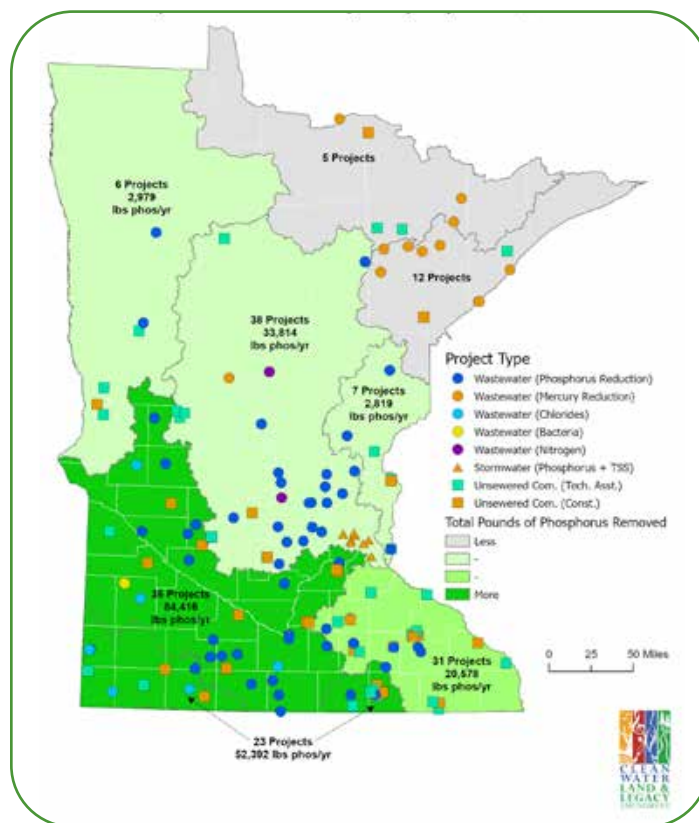 5 Projects
6 Projects
2,979
lbs phos/yr
12 Projects
38 Projects
33,814
lbs phos/yr
7 Projects
2,819
lbs phos/yr
Project Type
Wastewater (Phosphorus Reduction)
Wastewater (Mercury Reduction)
Wastewater (Chlorides)
Wastewater (Bacteria)
Wastewater (Nitrogen)
Stormwater (Phosphorus + TSS)
Unsewered Com. (Tech. Asst.)
Unsewered Com. (Const.)
Total Pounds of Phosphorus Removed
Less
-
-
More
Projects
lbs phos/yr
31 Projects
20,578
lbs phos/yr
0 25 50 Miles
23 Projects
52,392 lbs phos/yr
CLEAN
WATER
LAND &
LEGACY